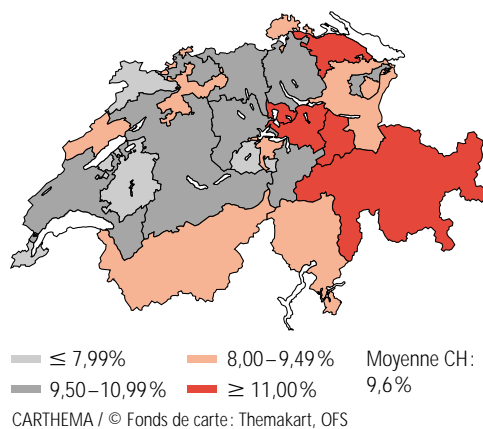 ≤ 7,99% 8,00–9,49% Moyenne CH:
9,50–10,99% ≥ 11,00% 9,6%
CARTHEMA / © Fonds de carte: Themakart, OFS